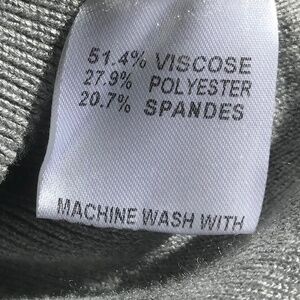 51.4% VISCOSE
27.9% POLYESTER
20.7% SPANDES
MACHINE WASH WITH